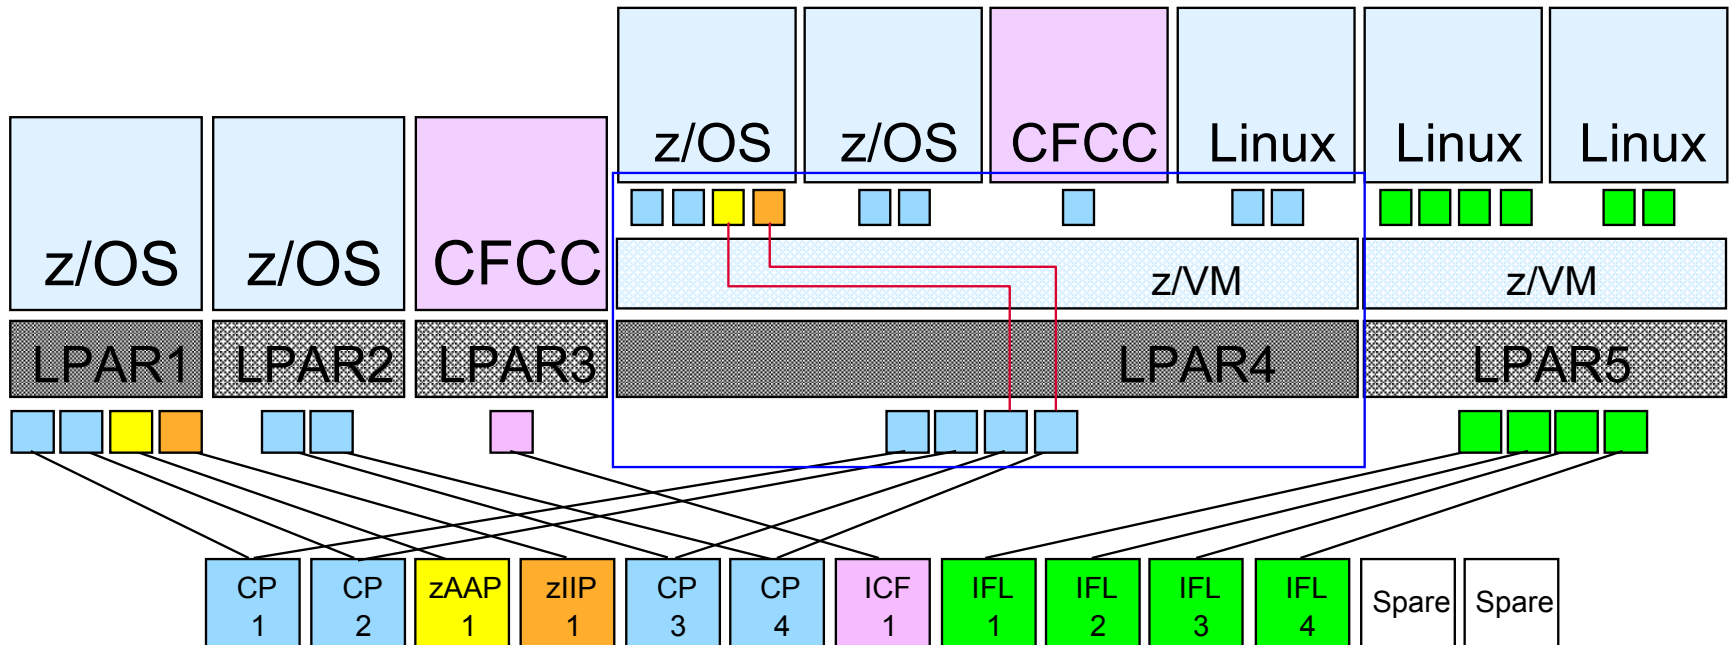 z/OS
z/OS
CFCC
Linux
Linux
Linux
z/OS
z/OS
CFCC
z/VM
z/VM
LPAR1
LPAR2
LPAR3
LPAR4
LPAR5
CP
1
CP
2
zAAP
1
zIIP
1
CP
3
CP
4
ICF
1
IFL
1
IFL
2
IFL
3
IFL
4
Spare
Spare